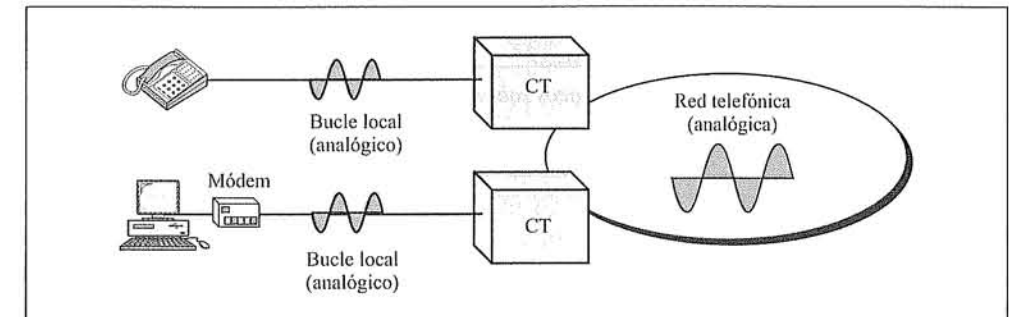 CT
Bucle local
(analógico)
Red telefónica
(analógica)
Módem
CT
Bucle local
(analógico)